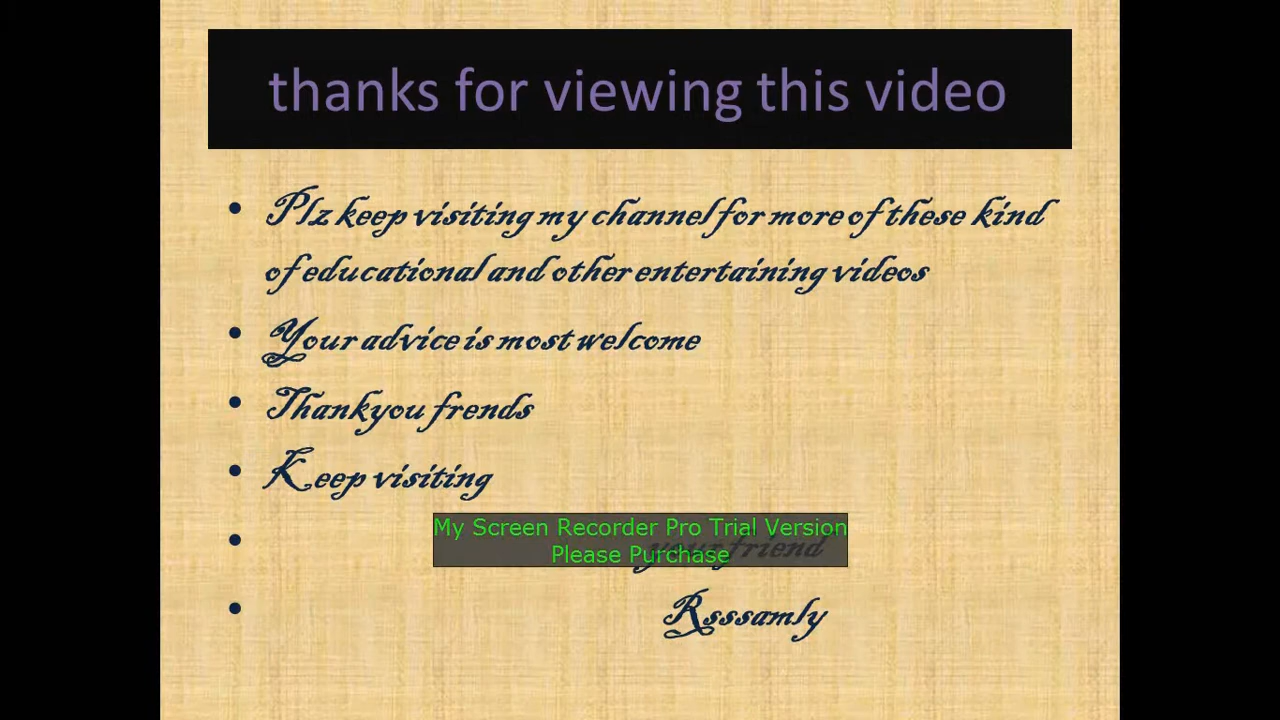 thanks for viewing this video
• Plz keep visiting my channel for more of these kind
of educational and other entertaining videos
• Your advice is most welcome
• Thankyou frends
• Keep visiting
My Screen Recorder Pro Trial Version
Please Purchase
• your friend
• Rsssamly